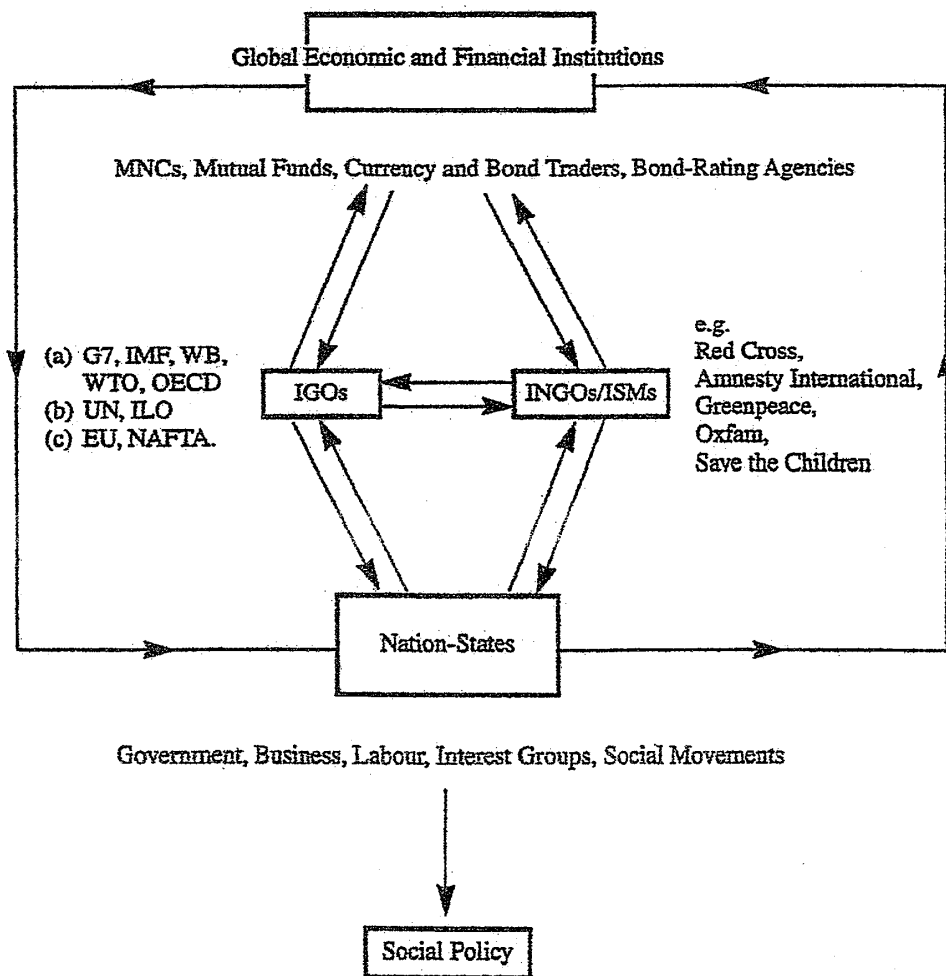 Global Economic and Financial Institutions
MNCs, Mutual Funds, Currency and Bond Traders, Bond-Rating Agencies
(a) G7, IMF, WB,
WTO, OECD
(b) UN, ILO
(c) EU, NAFTA.
IGOs
INGOs/ISMs
e.g.
Red Cross,
Amnesty International,
Greenpeace,
Oxfam,
Save the Children
Nation-States
Government, Business, Labour, Interest Groups, Social Movements
Social Policy